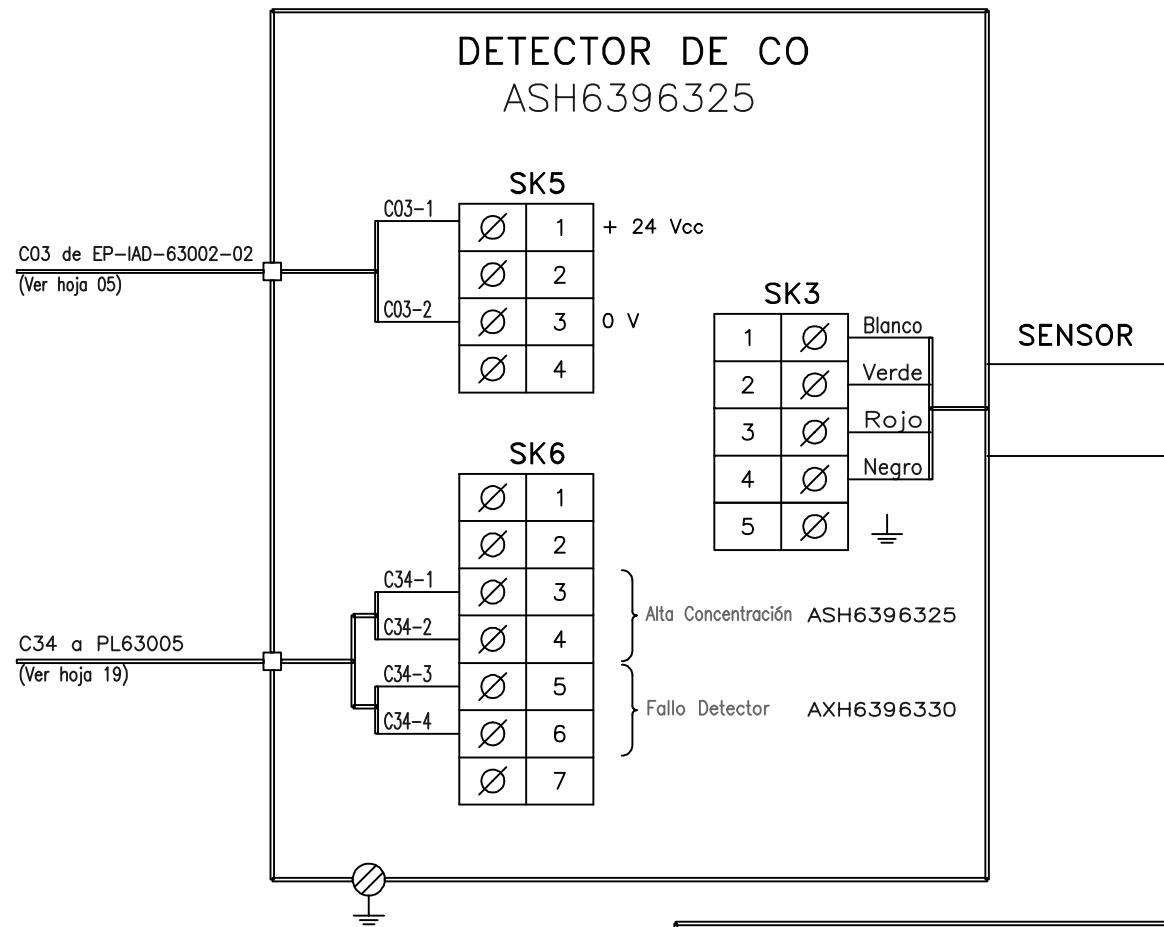 DETECTOR DE CO
ASH6396325
SK5
C03-1
1
+ 24 Vcc
2
C03-2
3
0 V
4
C03 de EP-IAD-63002-02
(Ver hoja 05)
SK3
1
Blanco
2
Verde
3
Rojo
4
Negro
5
SENSOR
SK6
1
2
C34-1
3
C34-2
4
C34-3
5
C34-4
6
7
Alta Concentración ASH6396325
Fallo Detector AXH6396330
C34 a PL63005
(Ver hoja 19)